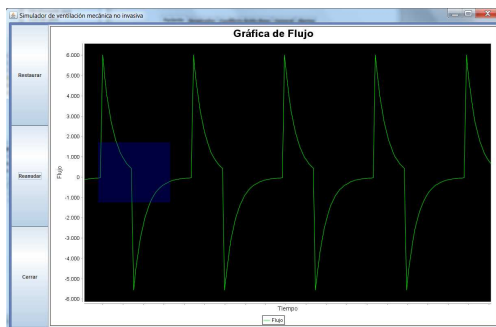 Simulador de ventilación mecánica no invasiva
Gráfica de Flujo
Restaurar
Reanudar
Cerrar
6.000
5.000
4.000
3.000
2.000
1.000
0
-1.000
-2.000
-3.000
-4.000
-5.000
-6.000
Flujo
Tiempo
Flujo